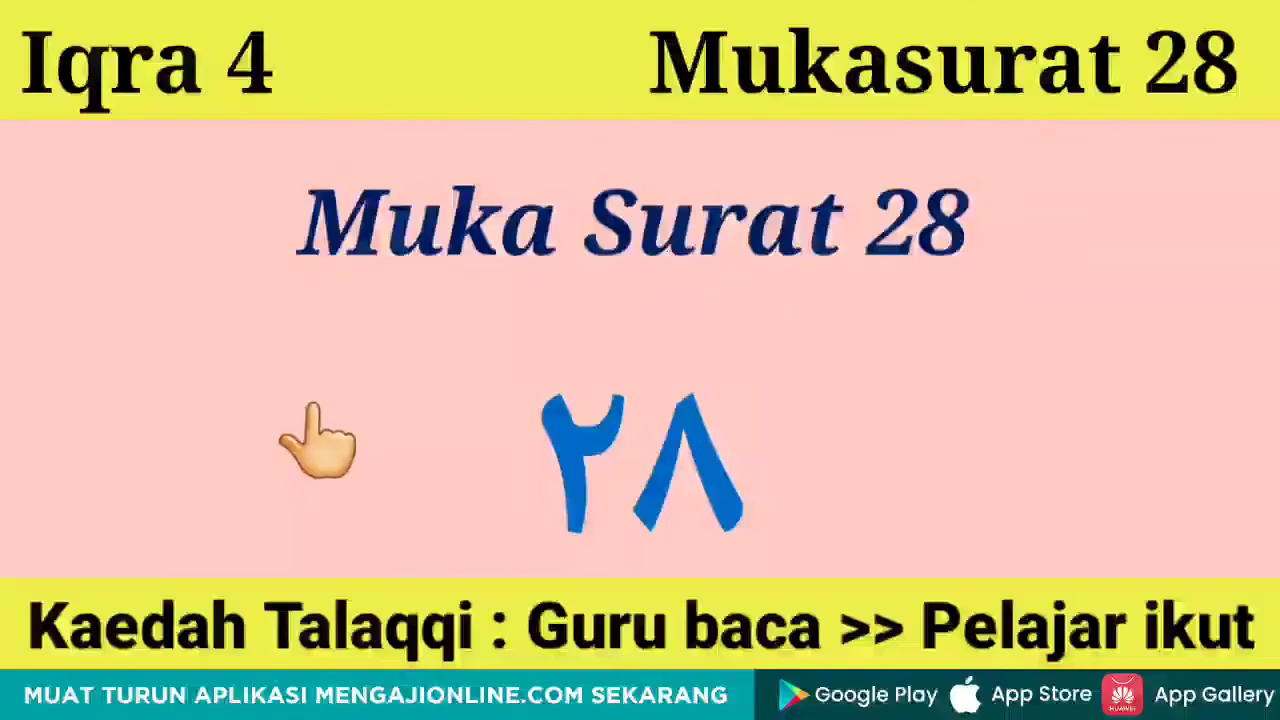 Iqra 4 Mukasurat 28
Muka Surat 28
٢٨
Kaedah Talaqqi : Guru baca >> Pelajar ikut
MUAT TURUN APLIKASI MENGAJIONLINE.COM SEKARANG Google Play App Store HUAWEI App Gallery